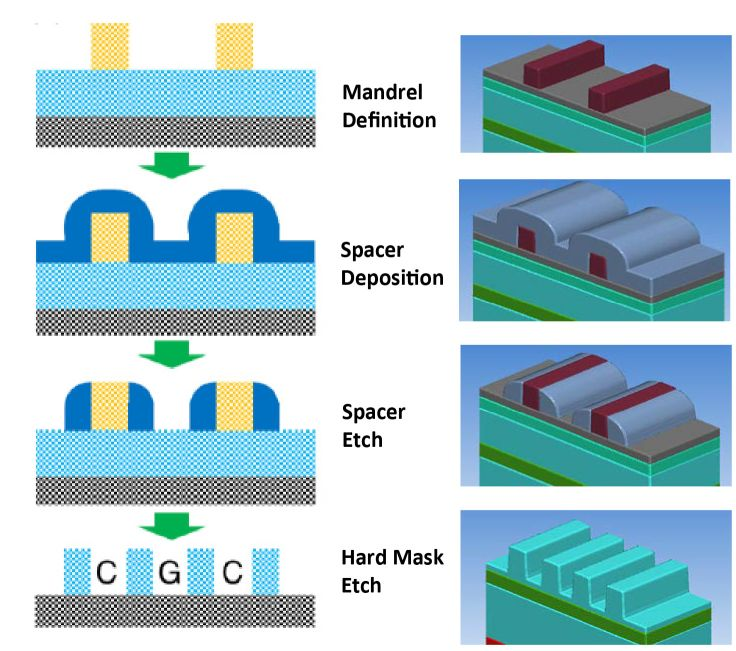 Mandrel
Definition
Spacer
Deposition
Spacer
Etch
C G C
Hard Mask
Etch